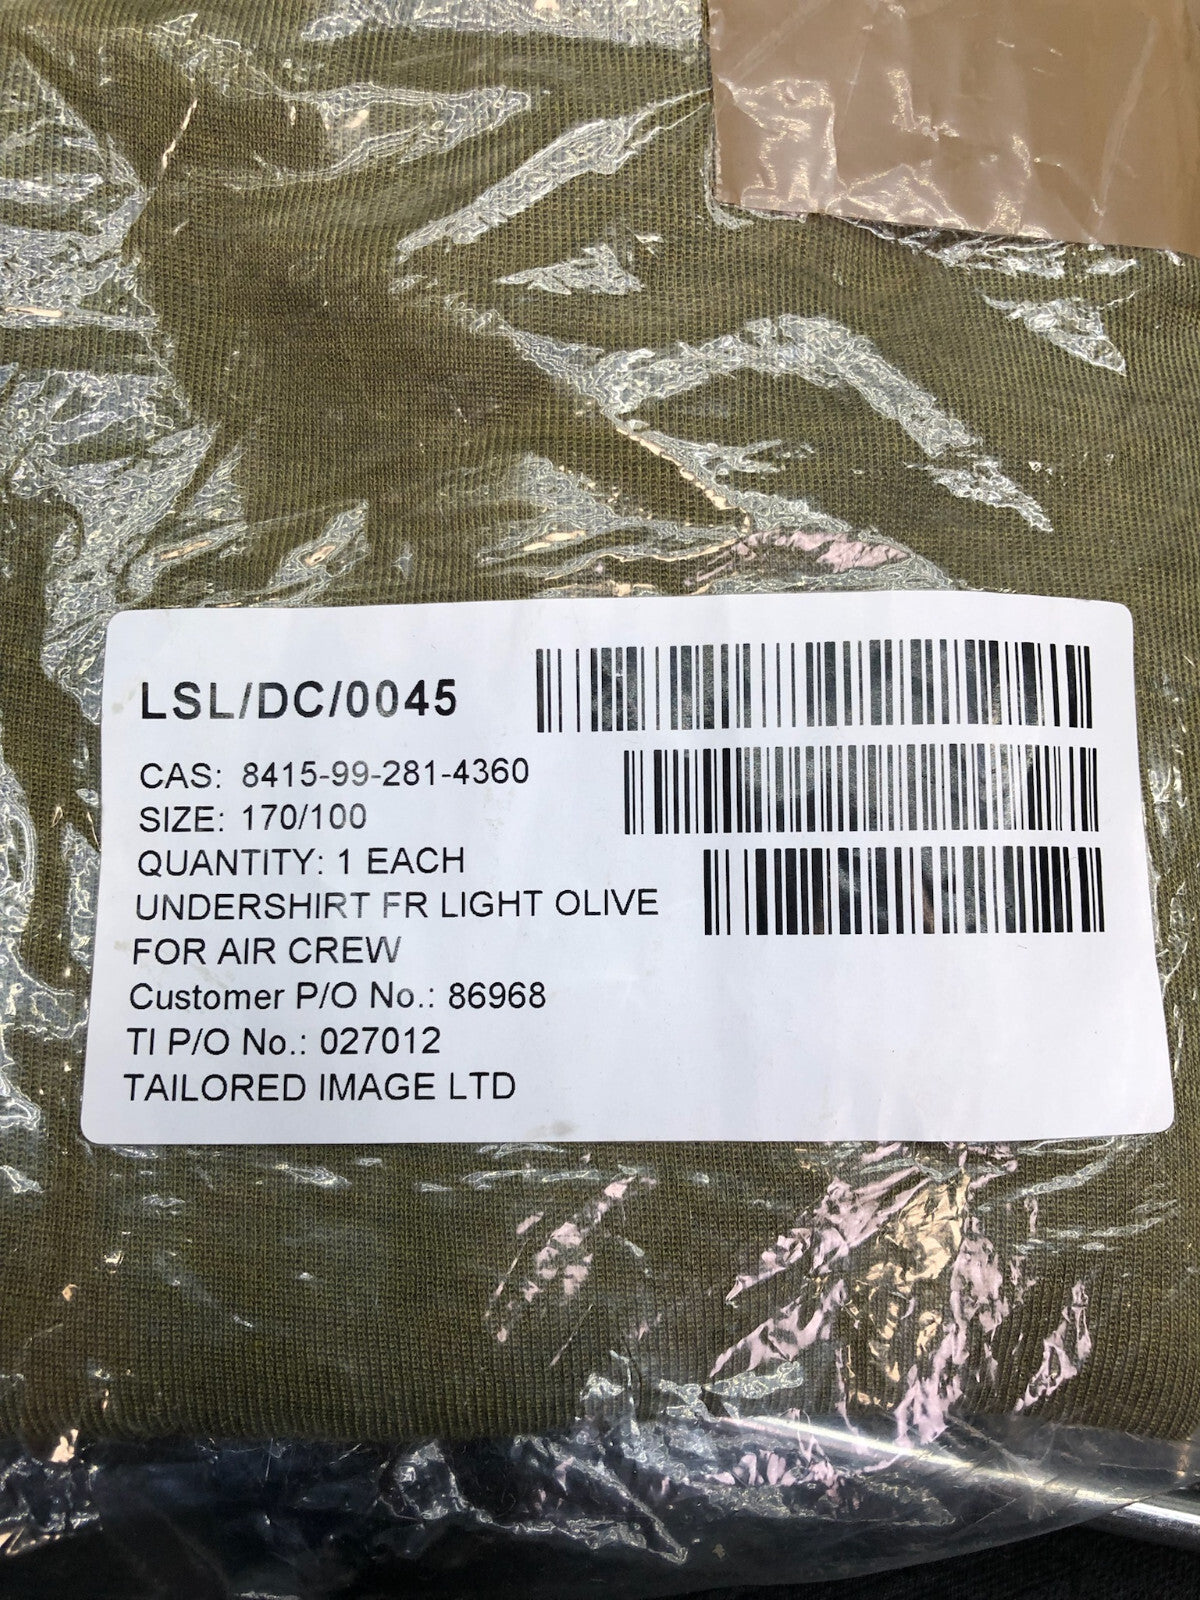 LSL/DC/0045
CAS: 8415-99-281-4360
SIZE: 170/100
QUANTITY: 1 EACH
UNDERSHIRT FR LIGHT OLIVE
FOR AIR CREW
Customer P/O No.: 86968
TI P/O No.: 027012
TAILORED IMAGE LTD